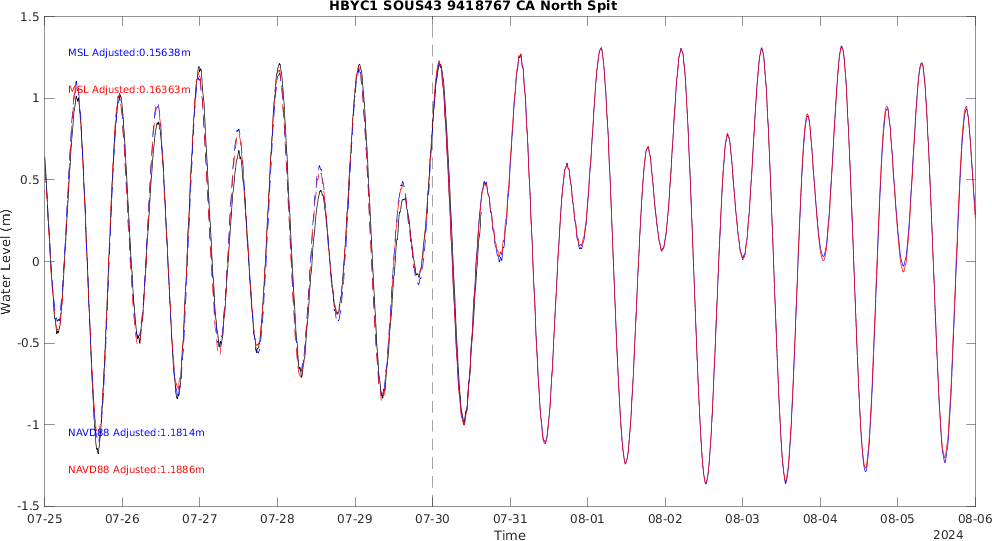 HBYC1 SOUS43 9418767 CA North Spit
1.5
MSL Adjusted:0.15638m
MSL Adjusted:0.16363m
1
0.5
0
-0.5
-1
-1.5
Water Level (m)
NAVD88 Adjusted:1.1814m
NAVD88 Adjusted:1.1886m
07-25 07-26 07-27 07-28 07-29 07-30 07-31 08-01 08-02 08-03 08-04 08-05 08-06
Time
2024